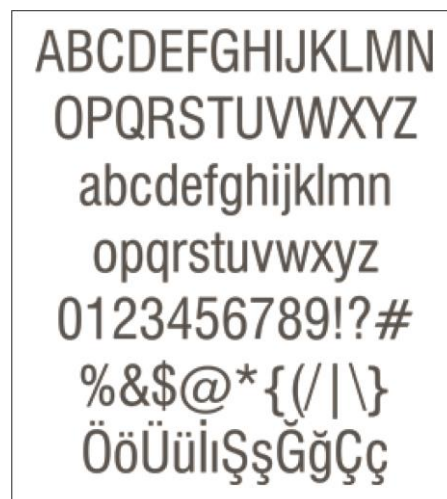 ABCDEFGHIJKLMN
OPQRSTUVWXYZ
abcdefghijklmn
opqrstuvwxyz
0123456789!?#
%&$@*{(/|\}
ÖöÜüİıŞşĞğÇç